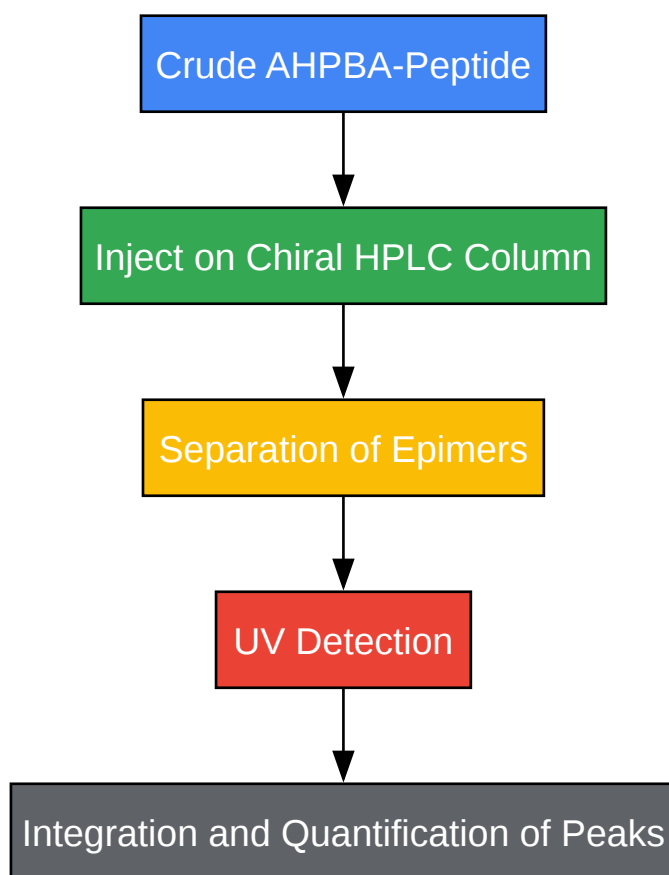 Crude AHPBA-Peptide
Inject on Chiral HPLC Column
Separation of Epimers
UV Detection
Integration and Quantification of Peaks